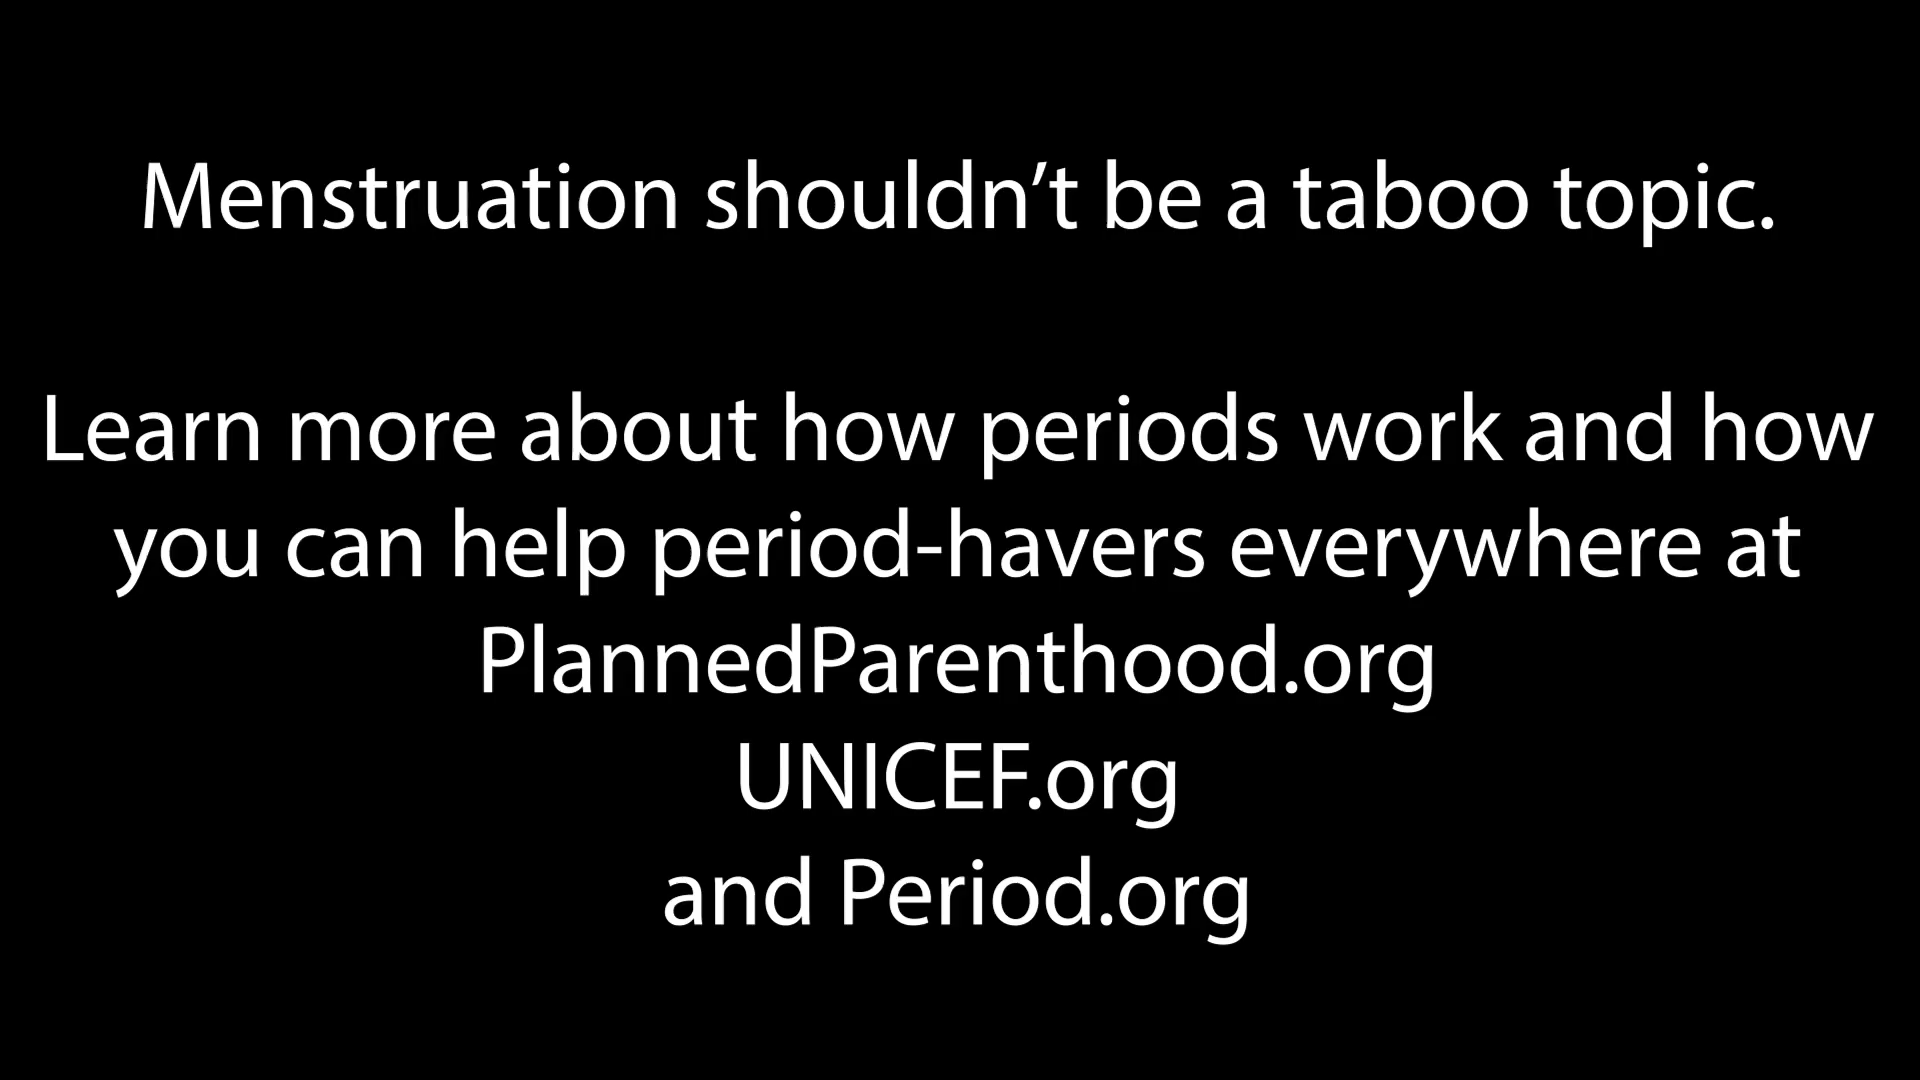 Menstruation shouldn’t be a taboo topic.
Learn more about how periods work and how
you can help period-havers everywhere at
PlannedParenthood.org
UNICEF.org
and Period.org